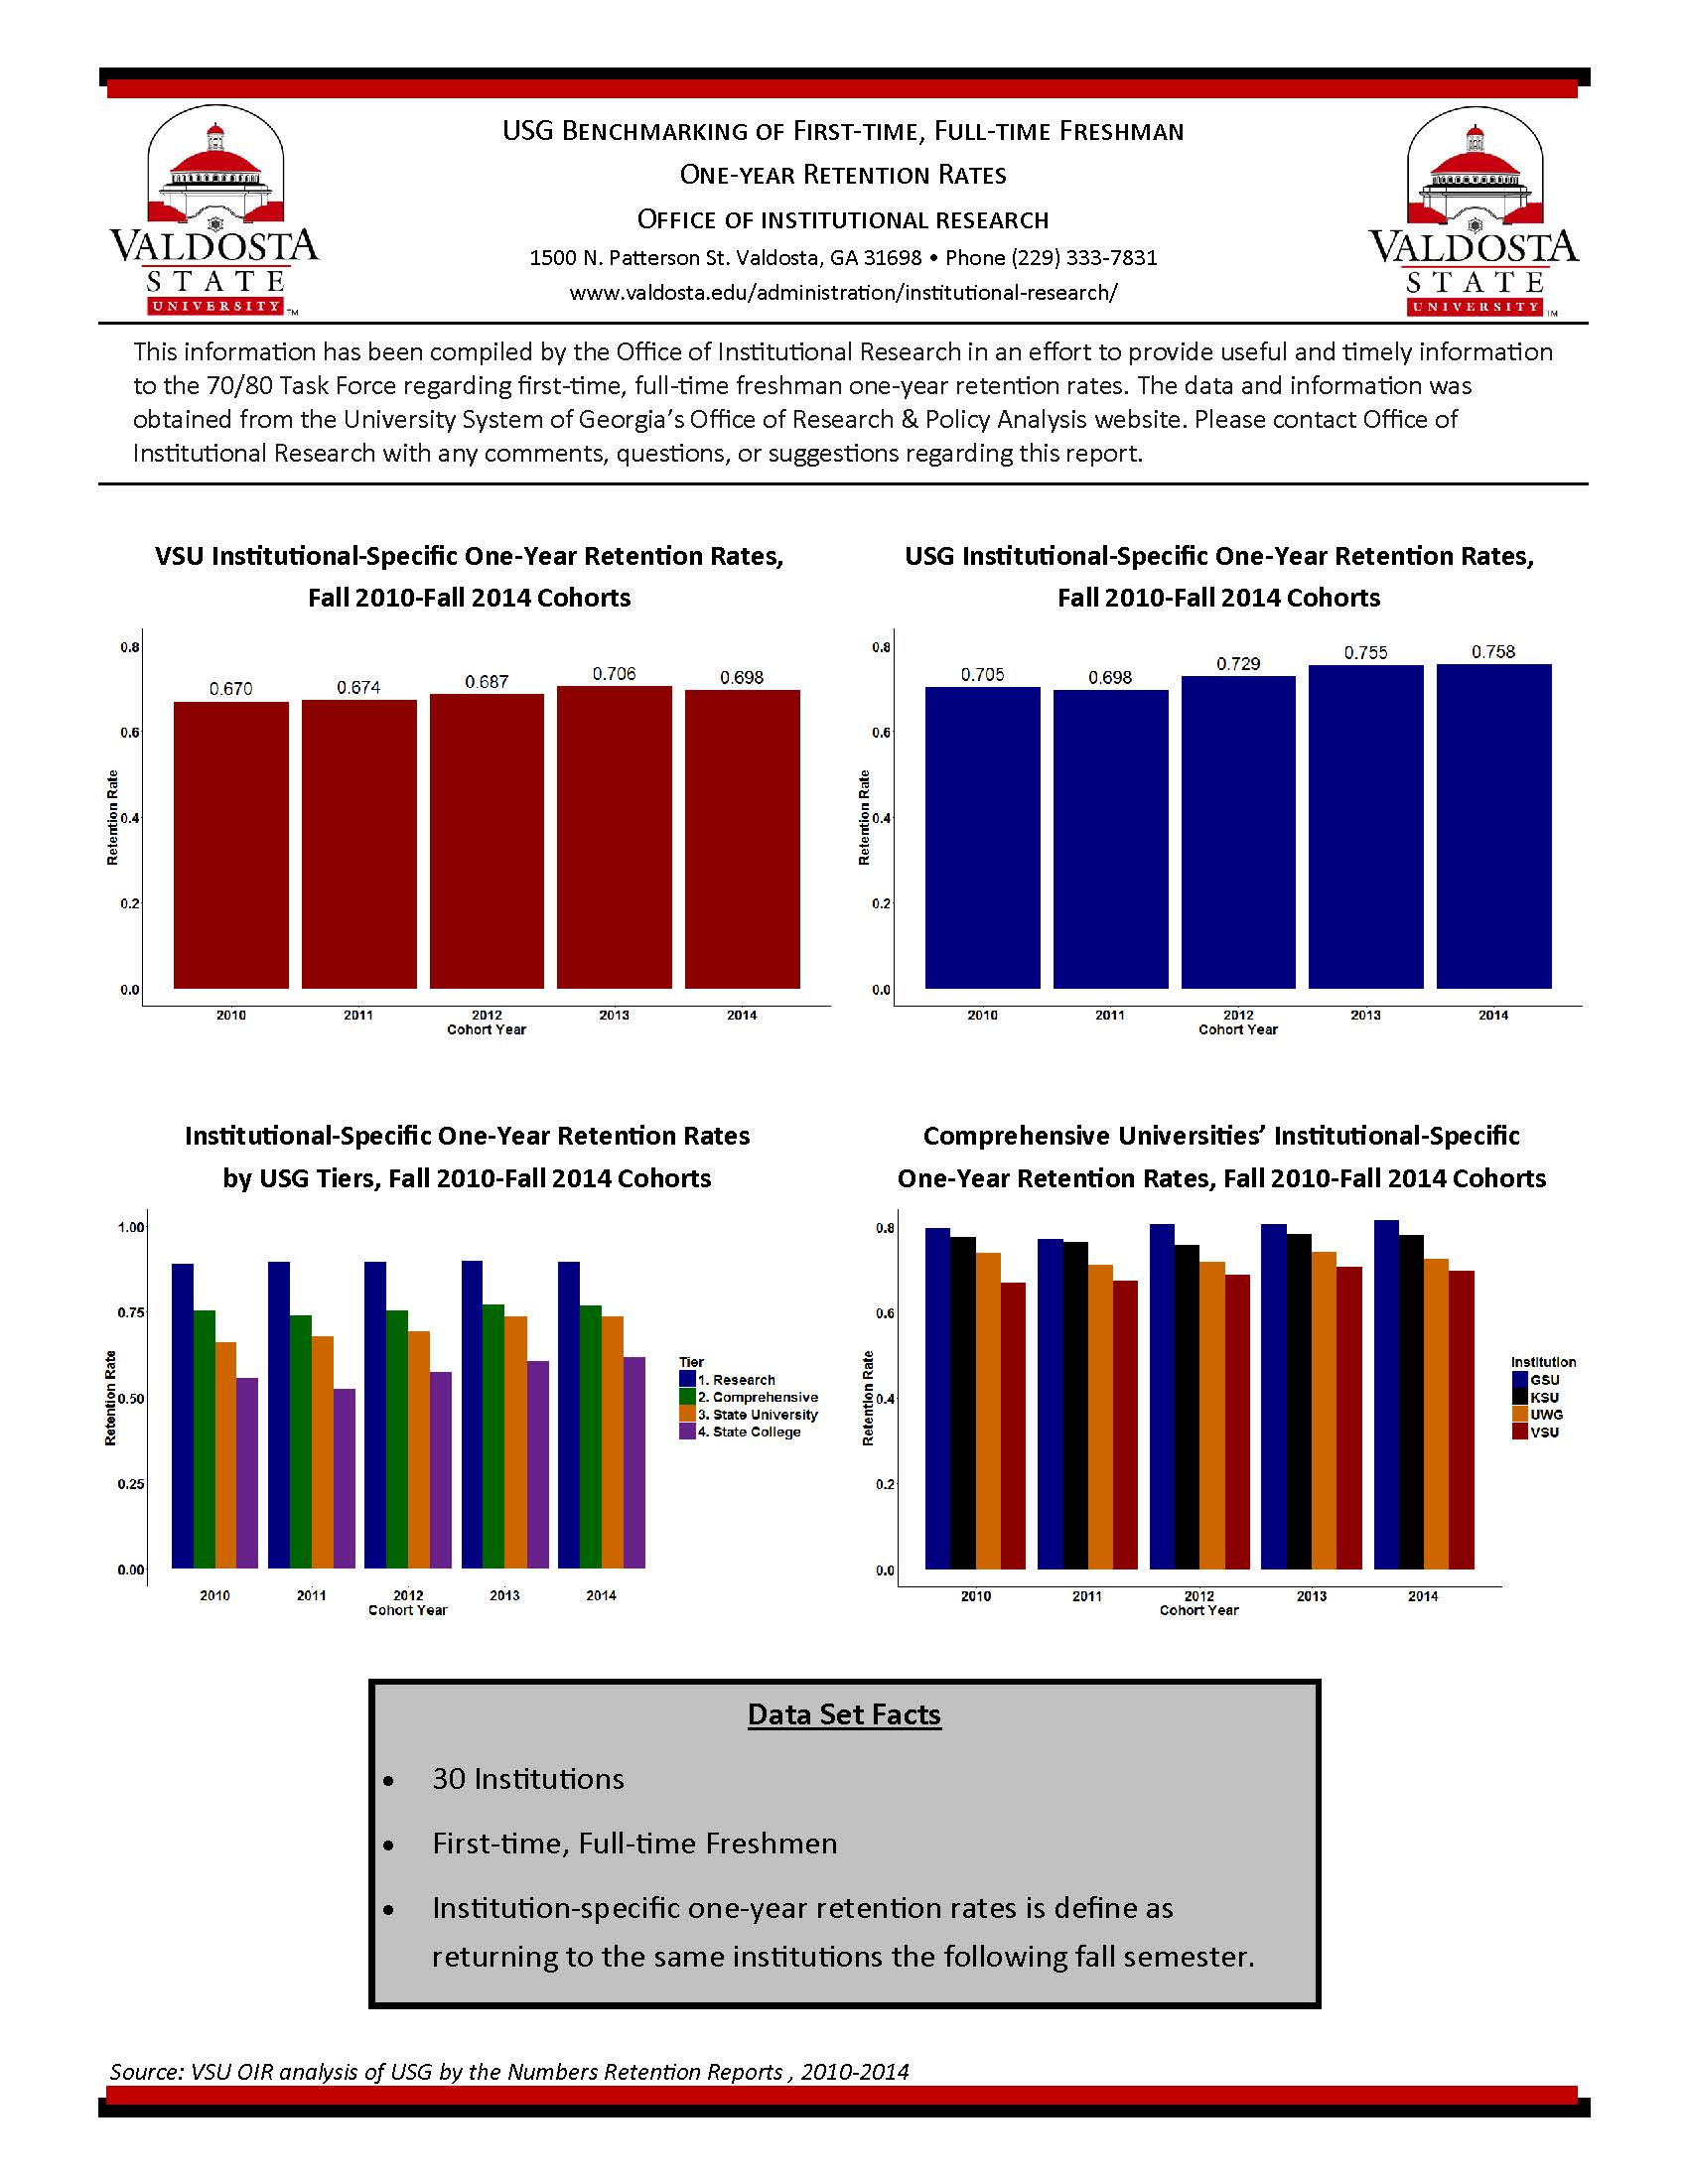 USG Benchmarking of First-time, Full-time Freshman
One-year Retention Rates
Office of institutional research
1500 N. Patterson St. Valdosta, GA 31698 • Phone (229) 333-7831
www.valdosta.edu/administration/institutional-research/
VALDOSTA
STATE
UNIVERSITY™
VALDOSTA
STATE
UNIVERSITY™
This information has been compiled by the Office of Institutional Research in an effort to provide useful and timely information
to the 70/80 Task Force regarding first-time, full-time freshman one-year retention rates. The data and information was
obtained from the University System of Georgia’s Office of Research & Policy Analysis website. Please contact Office of
Institutional Research with any comments, questions, or suggestions regarding this report.
VSU Institutional-Specific One-Year Retention Rates,
Fall 2010-Fall 2014 Cohorts
0.8
0.6
0.4
0.2
0.0
Retention Rate
0.670
0.674
0.687
0.706
0.698
2010
2011
2012
2013
2014
Cohort Year
USG Institutional-Specific One-Year Retention Rates,
Fall 2010-Fall 2014 Cohorts
0.8
0.6
0.4
0.2
0.0
Retention Rate
0.705
0.698
0.729
0.755
0.758
2010
2011
2012
2013
2014
Cohort Year
Institutional-Specific One-Year Retention Rates
by USG Tiers, Fall 2010-Fall 2014 Cohorts
1.00
0.75
0.50
0.25
0.00
Retention Rate
2010
2011
2012
2013
2014
Cohort Year
Tier
1. Research
2. Comprehensive
3. State University
4. State College
Comprehensive Universities’ Institutional-Specific
One-Year Retention Rates, Fall 2010-Fall 2014 Cohorts
0.8
0.6
0.4
0.2
0.0
Retention Rate
2010
2011
2012
2013
2014
Cohort Year
Institution
GSU
KSU
UWG
VSU
Data Set Facts
• 30 Institutions
• First-time, Full-time Freshmen
• Institution-specific one-year retention rates is define as
returning to the same institutions the following fall semester.
Source: VSU OIR analysis of USG by the Numbers Retention Reports , 2010-2014